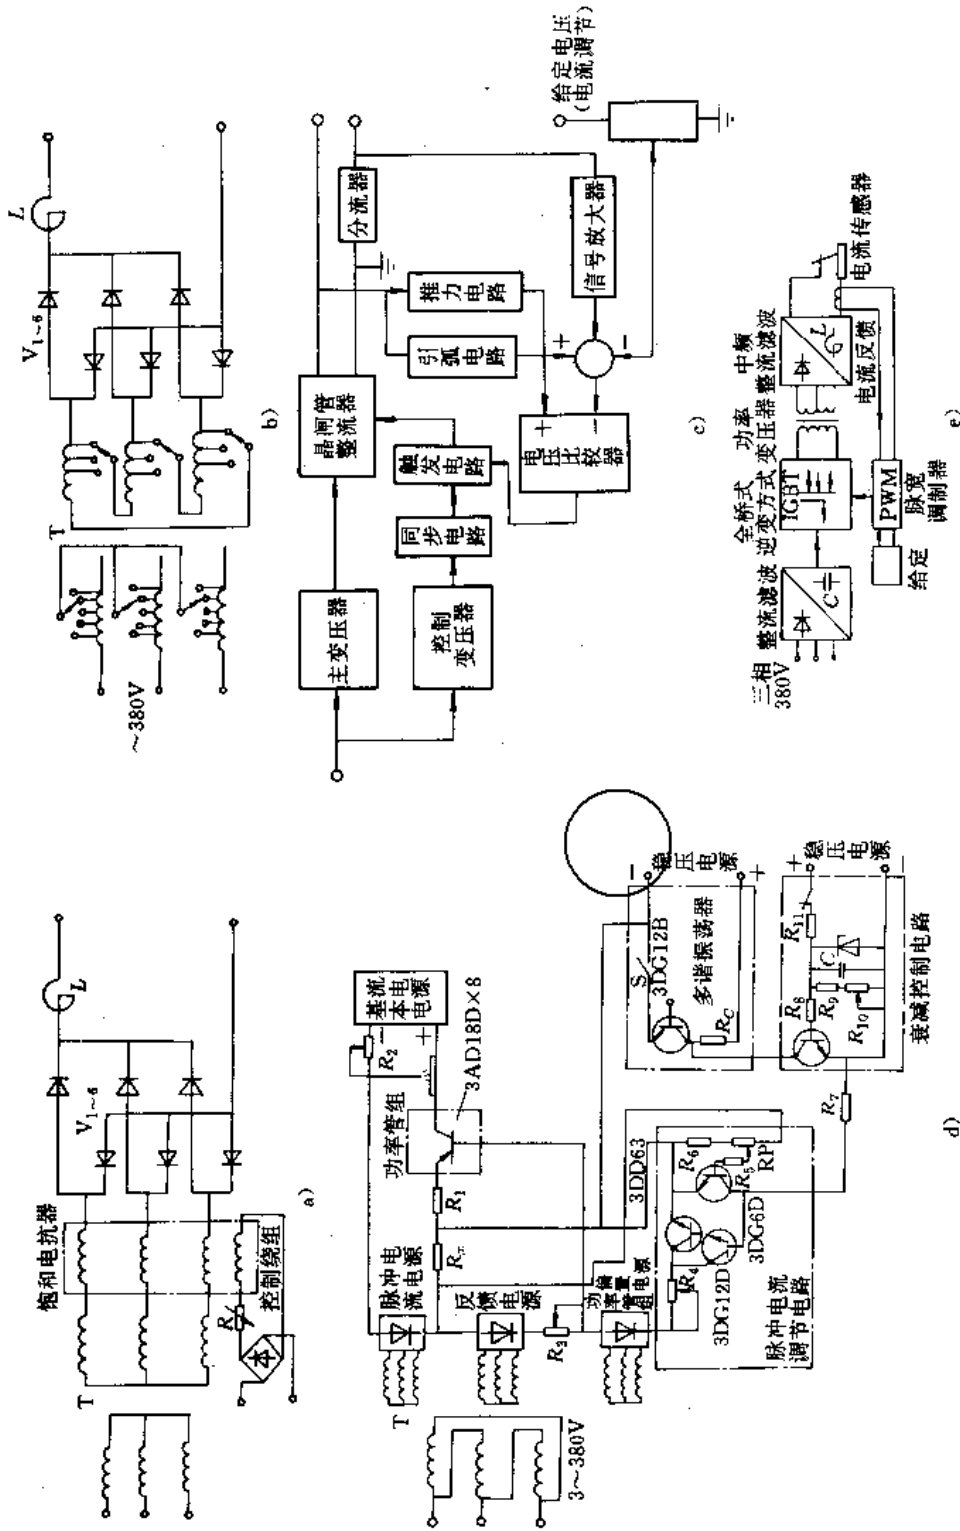 饱和电抗器
T
V₁~₆
L
R
控制绕组
a)
~380V
T
V₁~₆
L
b)
主变压器
控制
变压器
同步电路
触发电路
晶闸管
整流器
引弧电路
推力电路
分流器
信号放大器
电压比较器
+
−
+
−
给定电压
(电流调节)
c)
3~380V
T
脉冲电
流电源
反馈电源
功率管组
偏量电源
Rπ
R₁
R₂
R₃
功率管组
3AD18D×8
基本电
流电源
−
+
3DD63
R₄
3DG12D
3DG6D
R₅
R₆
RP
脉冲电流
调节电路
R₇
S
3DG12B
多谐振荡器
R_C
−
稳压电源
+
R₈
R₉
R₁₀
R₁₁
C
+
稳压电源
−
衰减控制电路
d)
三相
380V
整流滤波
C
全桥式
逆变方式
IGBT
功率
变压器
中频
整流滤波
L
电流传感器
电流反馈
PWM
脉宽
调制器
给定
e)